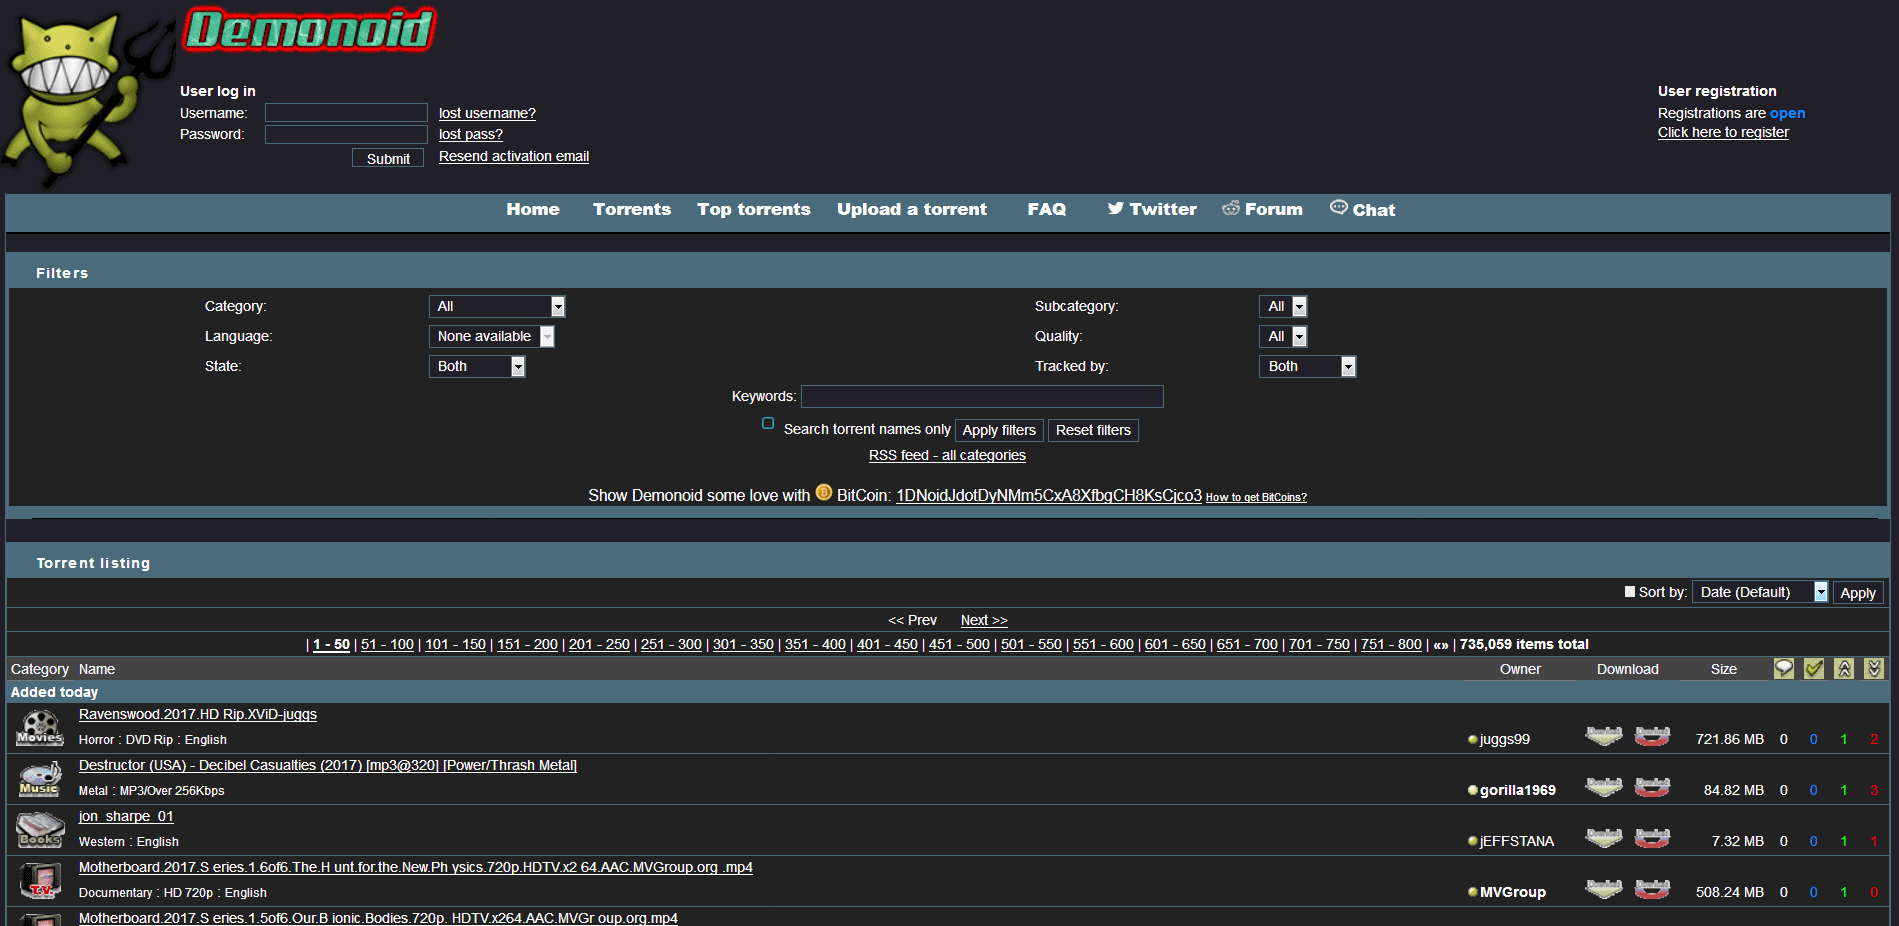 Demonoid
User log in
Username: lost username?
Password: lost pass?
Submit Resend activation email
User registration
Registrations are open
Click here to register
Home Torrents Top torrents Upload a torrent FAQ Twitter Forum Chat
Filters
Category: All Subcategory: All
Language: None available Quality: All
State: Both Tracked by: Both
Keywords:
Search torrent names only Apply filters Reset filters
RSS feed - all categories
Show Demonoid some love with BitCoin: 1DNoidJdotDyNMm5CxA8XfbgCH8KsCjco3 How to get BitCoins?
Torrent listing
Sort by: Date (Default) Apply
<< Prev Next >>
| 1 - 50 | 51 - 100 | 101 - 150 | 151 - 200 | 201 - 250 | 251 - 300 | 301 - 350 | 351 - 400 | 401 - 450 | 451 - 500 | 501 - 550 | 551 - 600 | 601 - 650 | 651 - 700 | 701 - 750 | 751 - 800 | «» | 735,059 items total
Category Name Owner Download Size
Added today
Ravenswood.2017.HD Rip.XViD-juggs
Movies Horror : DVD Rip : English juggs99 721.86 MB 0 0 1 2
Destructor (USA) - Decibel Casualties (2017) [mp3@320] [Power/Thrash Metal]
Music Metal : MP3/Over 256Kbps gorilla1969 84.82 MB 0 0 1 3
jon_sharpe_01
Books Western : English jEFFSTANA 7.32 MB 0 0 1 1
Motherboard.2017.S eries.1.6of6.The.H unt.for.the.New.Ph ysics.720p.HDTV.x2 64.AAC.MVGroup.org .mp4
T.V. Documentary : HD 720p : English MVGroup 508.24 MB 0 0 1 0
Motherboard.2017.S eries.1.5of6.Our.B ionic.Bodies.720p. HDTV.x264.AAC.MVGr oup.org.mp4